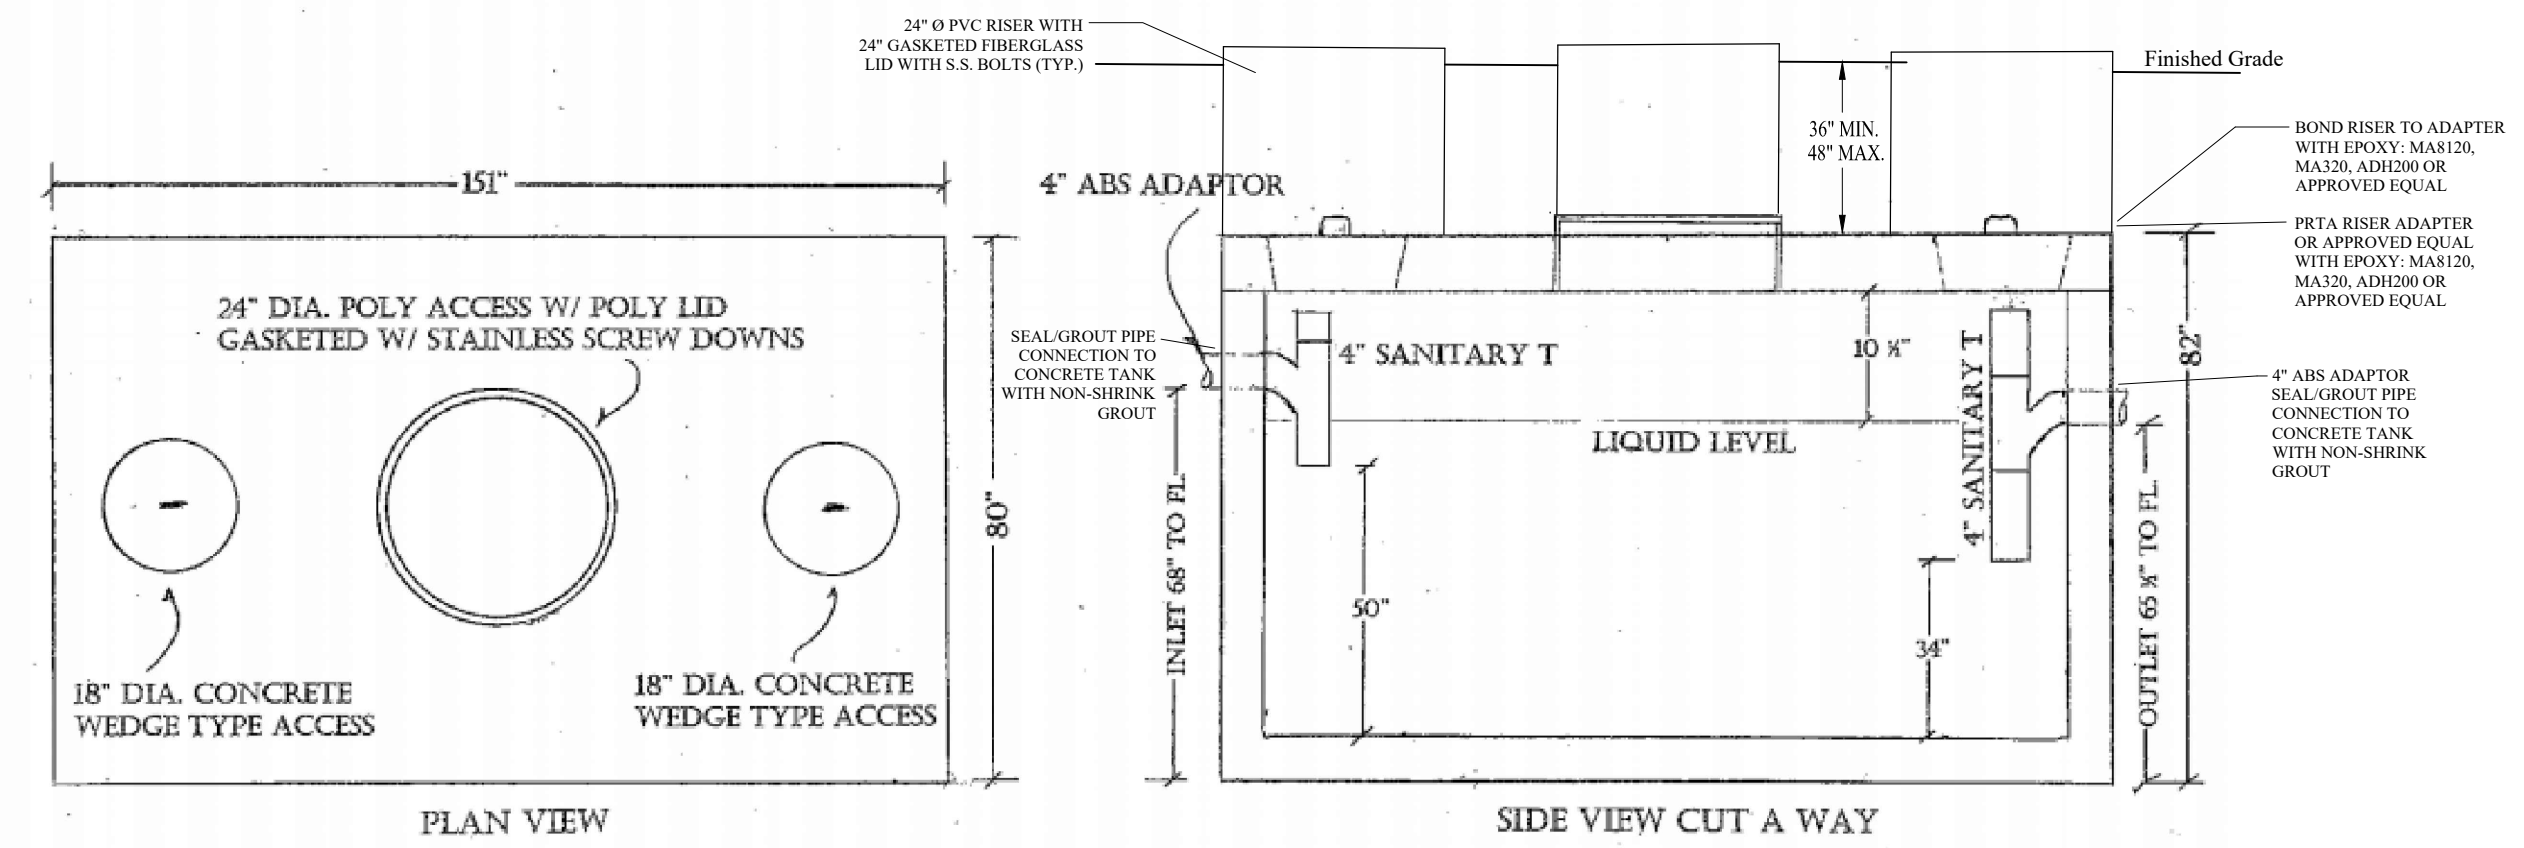 151"
24" DIA. POLY ACCESS W/ POLY LID
GASKETED W/ STAINLESS SCREW DOWNS
18" DIA. CONCRETE
WEDGE TYPE ACCESS
18" DIA. CONCRETE
WEDGE TYPE ACCESS
80"
PLAN VIEW
24" Ø PVC RISER WITH
24" GASKETED FIBERGLASS
LID WITH S.S. BOLTS (TYP.)
Finished Grade
36" MIN.
48" MAX.
BOND RISER TO ADAPTER
WITH EPOXY: MA8120,
MA320, ADH200 OR
APPROVED EQUAL
4" ABS ADAPTOR
PRTA RISER ADAPTER
OR APPROVED EQUAL
WITH EPOXY: MA8120,
MA320, ADH200 OR
APPROVED EQUAL
SEAL/GROUT PIPE
CONNECTION TO
CONCRETE TANK
WITH NON-SHRINK
GROUT
4" SANITARY T
10
4" SANITARY T
82"
4" ABS ADAPTOR
SEAL/GROUT PIPE
CONNECTION TO
CONCRETE TANK
WITH NON-SHRINK
GROUT
LIQUID LEVEL
INLET 68" TO FL
50"
34"
OUTLET 65 TO FL
SIDE VIEW CUT A WAY